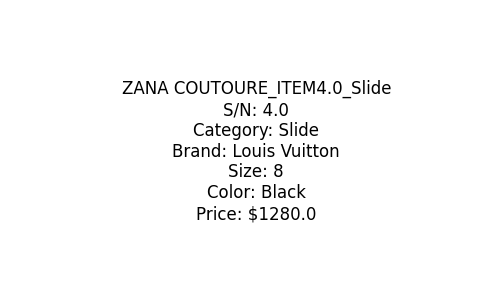 ZANA COUTOURE_ITEM4.0_Slide
S/N: 4.0
Category: Slide
Brand: Louis Vuitton
Size: 8
Color: Black
Price: $1280.0